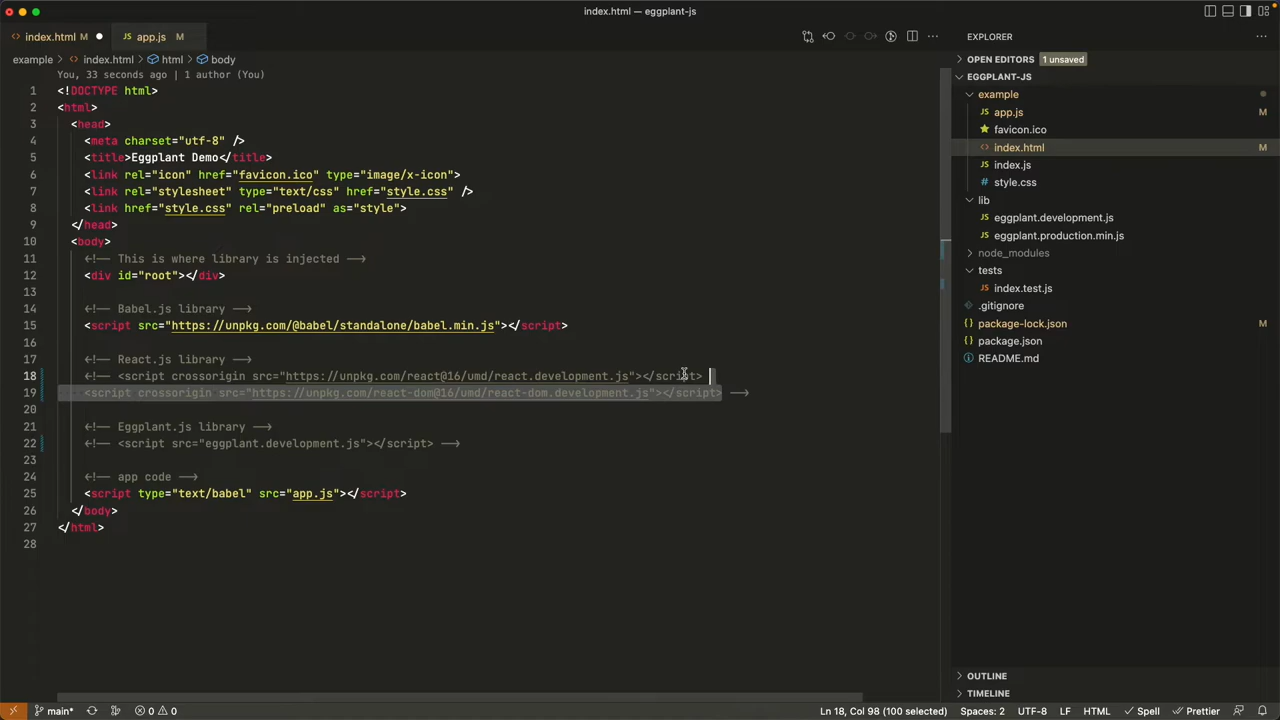 index.html — eggplant-js
index.html M
app.js M
EXPLORER
example > index.html > html > body
OPEN EDITORS 1 unsaved
You, 33 seconds ago | 1 author (You)
EGGPLANT-JS
1 <!DOCTYPE html>
example
2 <html>
app.js M
3 <head>
favicon.ico
4 <meta charset="utf-8" />
index.html M
5 <title>Eggplant Demo</title>
index.js
6 <link rel="icon" href="favicon.ico" type="image/x-icon">
style.css
7 <link rel="stylesheet" type="text/css" href="style.css" />
lib
8 <link href="style.css" rel="preload" as="style">
eggplant.development.js
9 </head>
eggplant.production.min.js
10 <body>
node_modules
11 <!-- This is where library is injected -->
tests
12 <div id="root"></div>
index.test.js
13
.gitignore
14 <!-- Babel.js library -->
package-lock.json
15 <script src="https://unpkg.com/@babel/standalone/babel.min.js"></script>
package.json
16
README.md
17 <!-- React.js library -->
18 <!-- <script crossorigin src="https://unpkg.com/react@16/umd/react.development.js"></script>
19 <script crossorigin src="https://unpkg.com/react-dom@16/umd/react-dom.development.js"></script> -->
20
21 <!-- Eggplant.js library -->
22 <!-- <script src="eggplant.development.js"></script> -->
23
24 <!-- app code -->
25 <script type="text/babel" src="app.js"></script>
26 </body>
27 </html>
28
OUTLINE
TIMELINE
main* 0 0 Ln 18, Col 98 (100 selected) Spaces: 2 UTF-8 LF HTML Spell Prettier